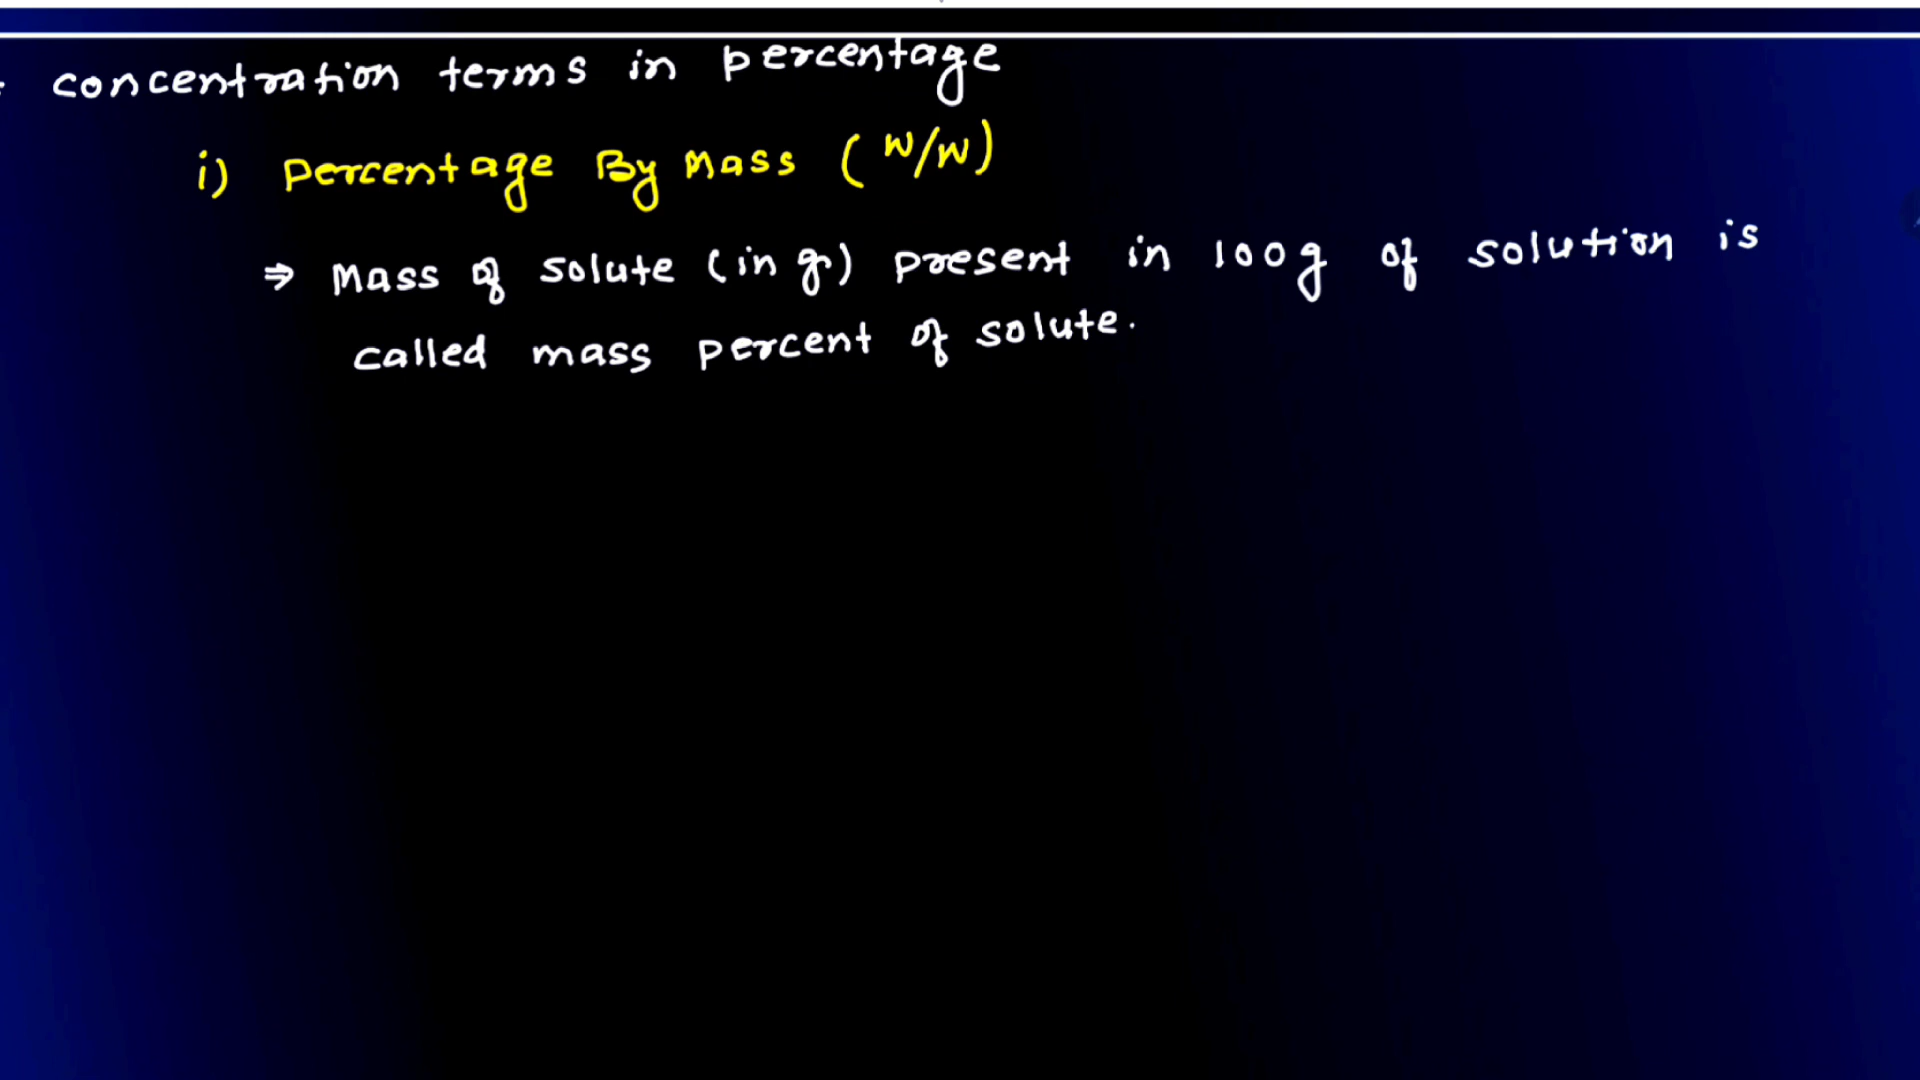 concentration terms in percentage
i) Percentage By Mass (W/W)
⇒ Mass of solute (in g) present in 100g of solution is
called mass percent of solute.